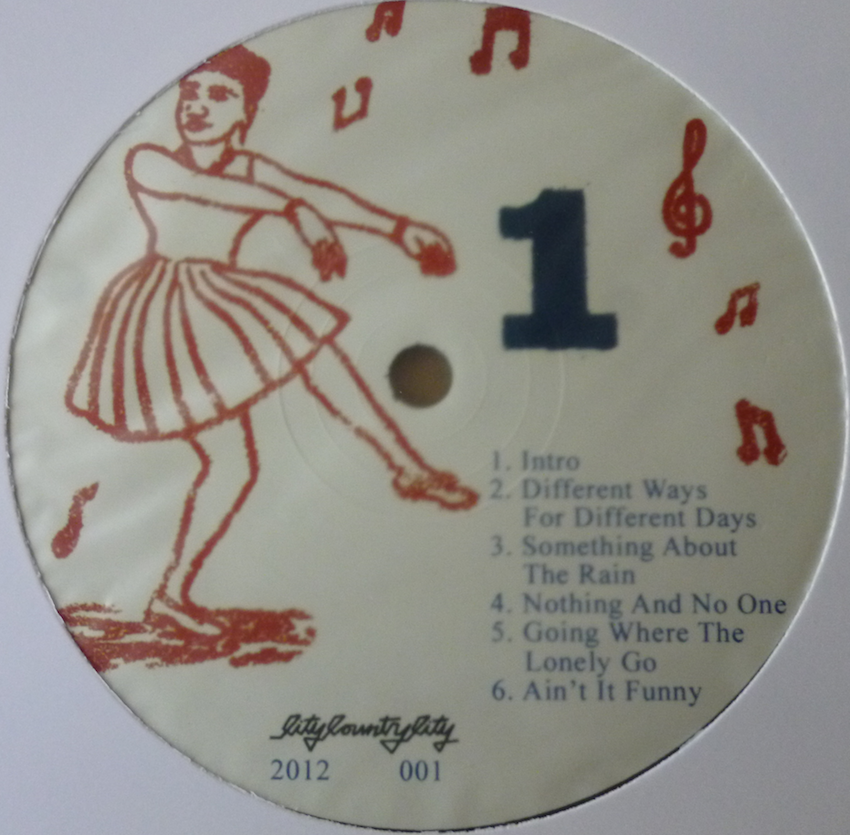 1
1. Intro
2. Different Ways
For Different Days
3. Something About
The Rain
4. Nothing And No One
5. Going Where The
Lonely Go
6. Ain't It Funny
CityCountryCity
2012 001